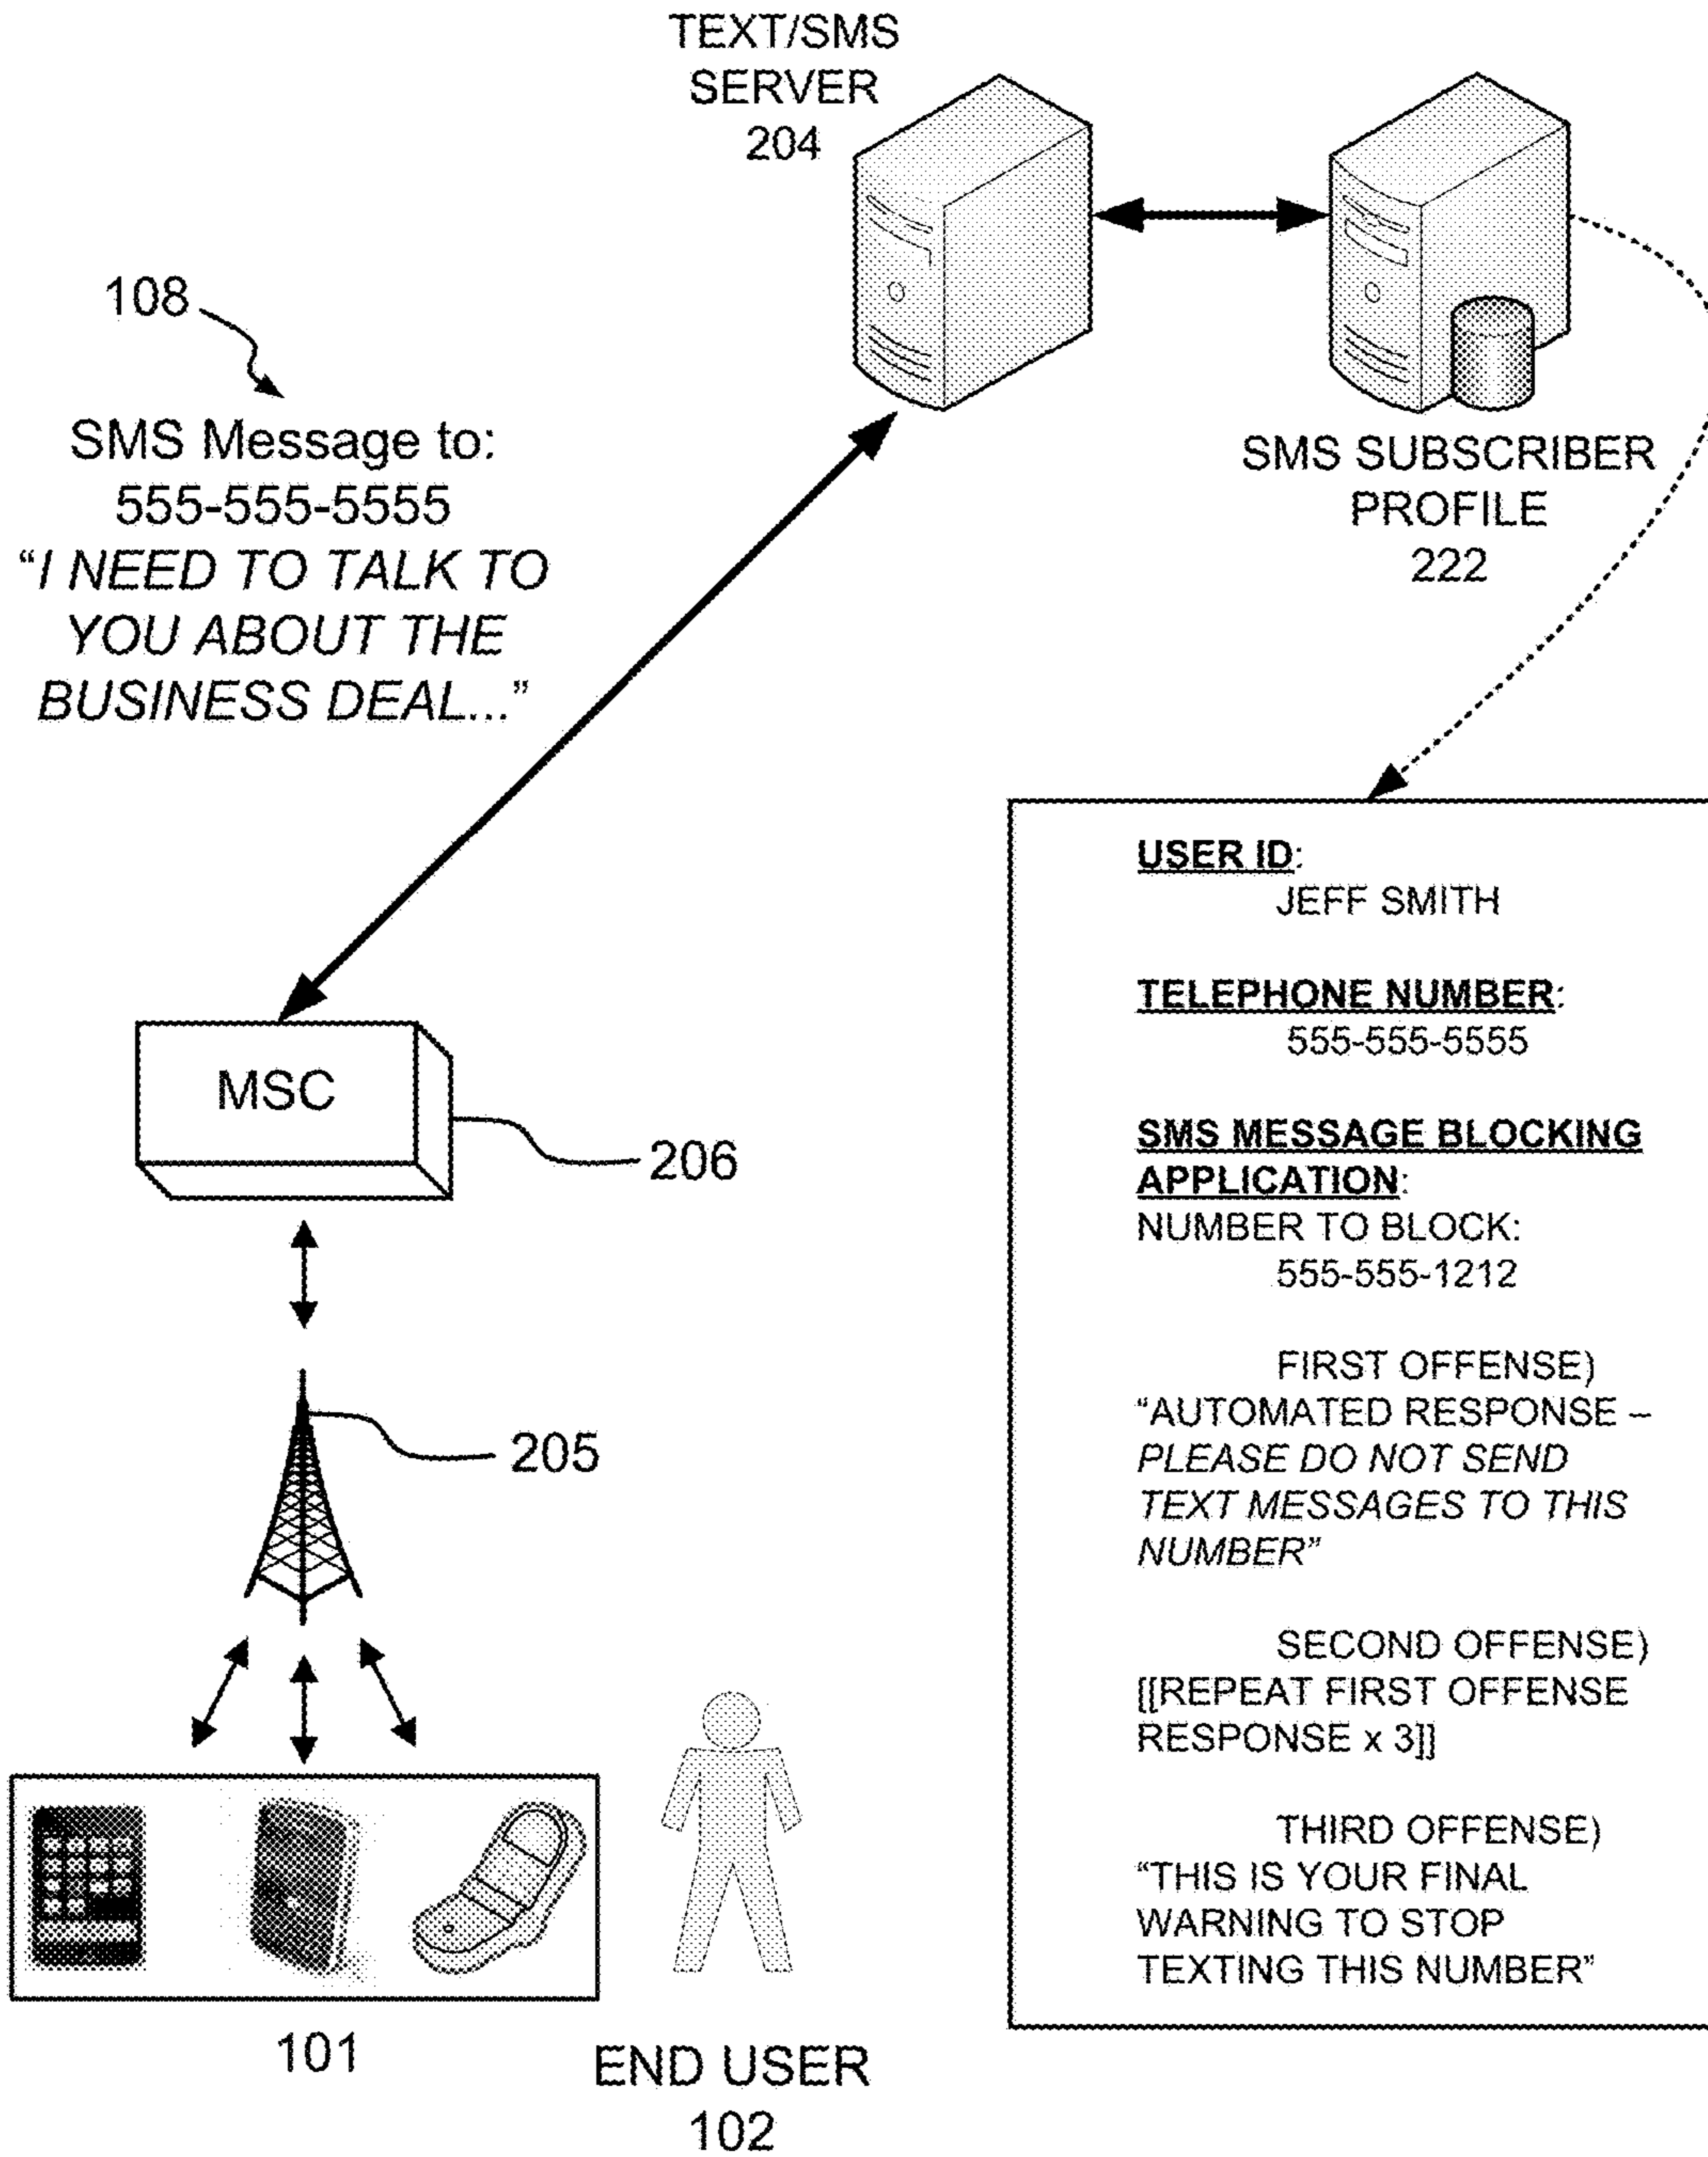 TEXT/SMS
SERVER
204
108
SMS Message to:
555-555-5555
“I NEED TO TALK TO
YOU ABOUT THE
BUSINESS DEAL...”
SMS SUBSCRIBER
PROFILE
222
MSC
206
205
101
END USER
102
USER ID:
JEFF SMITH
TELEPHONE NUMBER:
555-555-5555
SMS MESSAGE BLOCKING
APPLICATION:
NUMBER TO BLOCK:
555-555-1212
FIRST OFFENSE)
“AUTOMATED RESPONSE –
PLEASE DO NOT SEND
TEXT MESSAGES TO THIS
NUMBER”
SECOND OFFENSE)
[[REPEAT FIRST OFFENSE
RESPONSE x 3]]
THIRD OFFENSE)
“THIS IS YOUR FINAL
WARNING TO STOP
TEXTING THIS NUMBER”